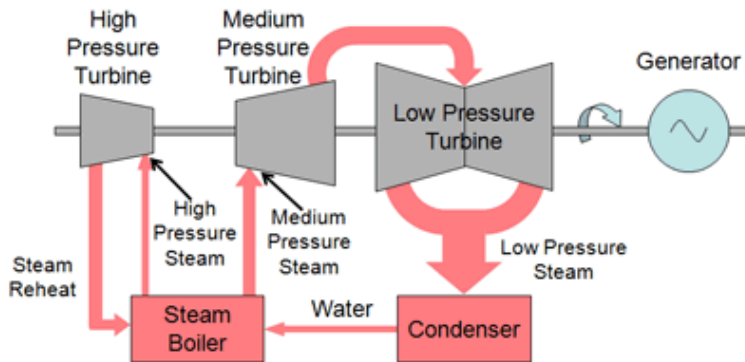 High
Pressure
Turbine
Medium
Pressure
Turbine
Generator
Low Pressure
Turbine
High
Pressure
Steam
Medium
Pressure
Steam
Low Pressure
Steam
Steam
Reheat
Steam
Boiler
Water
Condenser